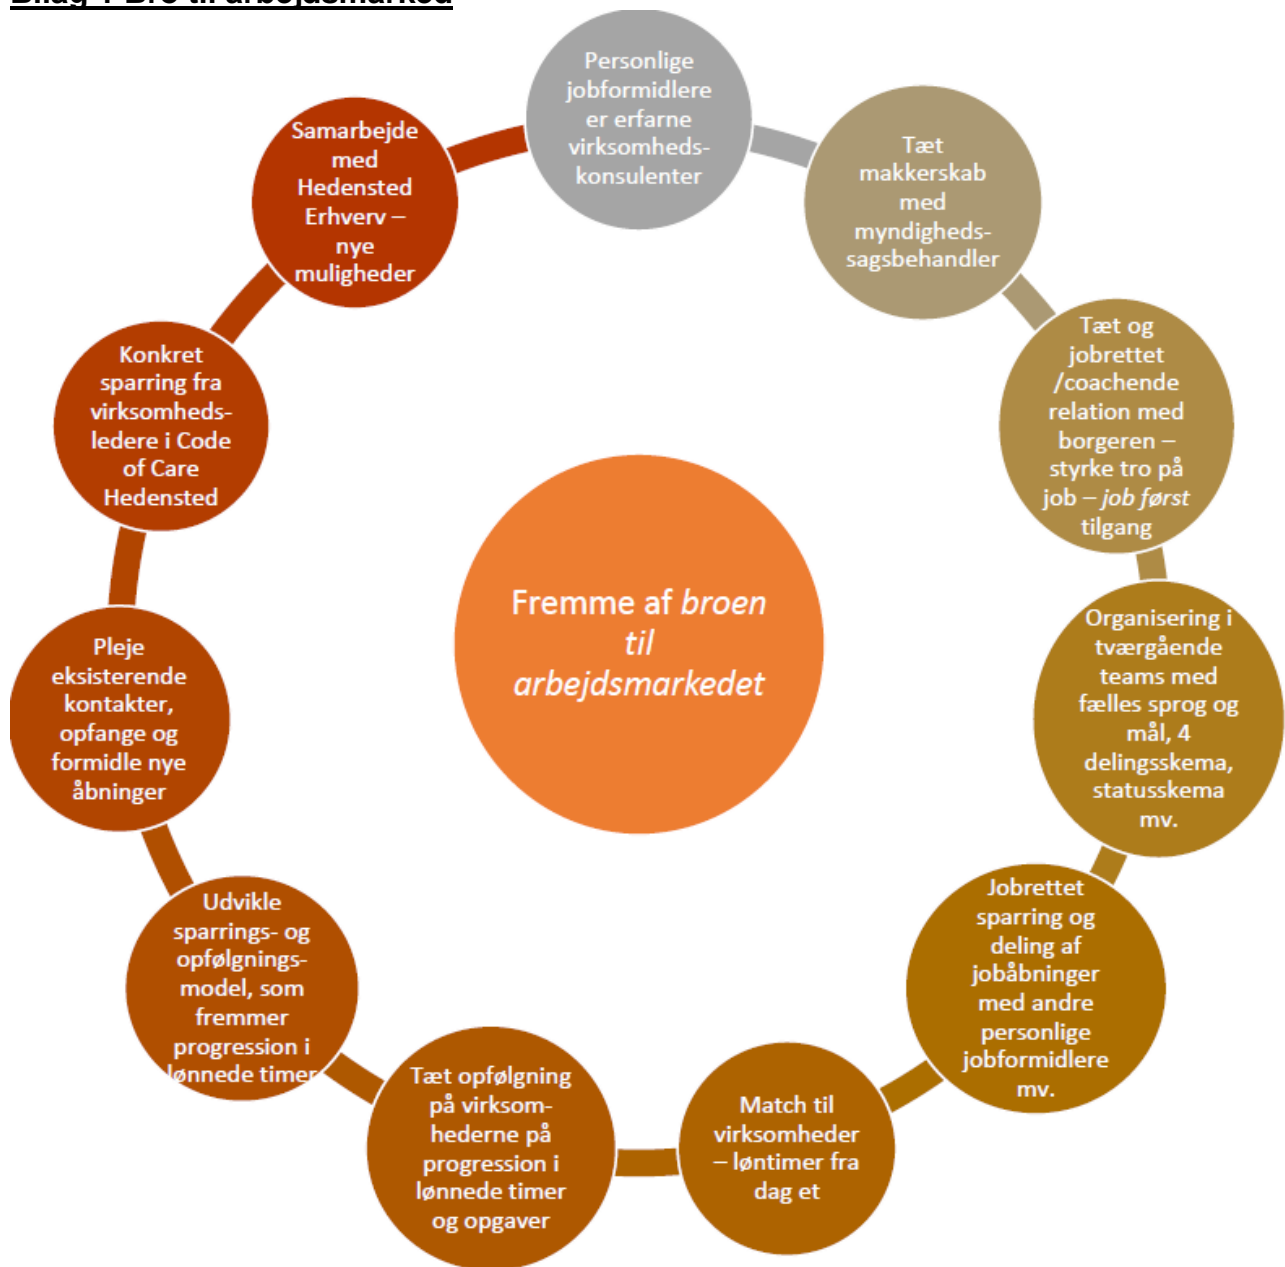 Bilag 1 Bro til arbejdsmarked
Personlige
jobformidlere
er erfarne
virksomheds-
konsulenter
Tæt
makkerskab
med
myndigheds-
sagsbehandler
Tæt og
jobrettet
/coachende
relation med
borgeren –
styrke tro på
job – job først
tilgang
Organisering i
tværgående
teams med
fælles sprog og
mål, 4
delingsskema,
statusskema
mv.
Jobrettet
sparring og
deling af
jobåbninger
med andre
personlige
jobformidlere
mv.
Match til
virksomheder
– løntimer fra
dag et
Tæt opfølgning
på virksom-
hederne på
progression i
lønnede timer
og opgaver
Udvikle
sparrings- og
opfølgnings-
model, som
fremmer
progression i
lønnede timer
Pleje
eksisterende
kontakter,
opfange og
formidle nye
åbninger
Konkret
sparring fra
virksomheds-
ledere i Code
of Care
Hedensted
Samarbejde
med
Hedensted
Erhverv –
nye
muligheder
Fremme af broen
til
arbejdsmarkedet